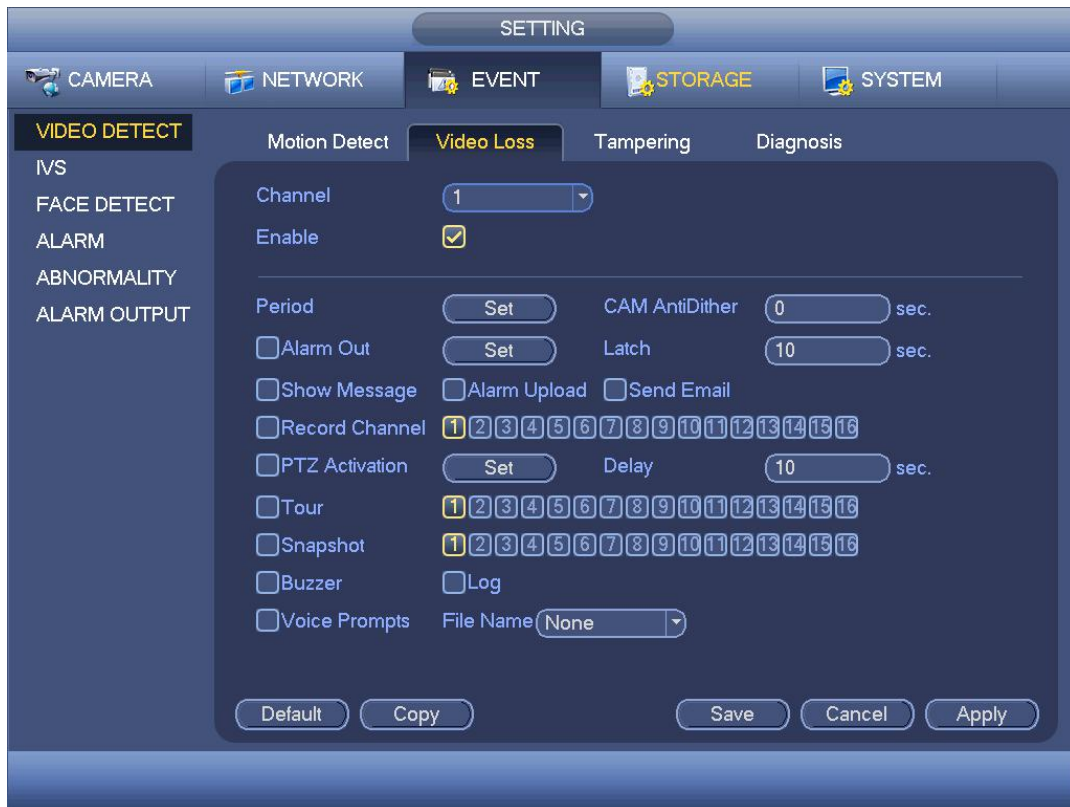 SETTING
CAMERA NETWORK EVENT STORAGE SYSTEM
VIDEO DETECT
IVS
FACE DETECT
ALARM
ABNORMALITY
ALARM OUTPUT
Motion Detect Video Loss Tampering Diagnosis
Channel 1
Enable
Period Set CAM AntiDither 0 sec.
Alarm Out Set Latch 10 sec.
Show Message Alarm Upload Send Email
Record Channel 1 2 3 4 5 6 7 8 9 10 11 12 13 14 15 16
PTZ Activation Set Delay 10 sec.
Tour 1 2 3 4 5 6 7 8 9 10 11 12 13 14 15 16
Snapshot 1 2 3 4 5 6 7 8 9 10 11 12 13 14 15 16
Buzzer Log
Voice Prompts File Name None
Default Copy Save Cancel Apply